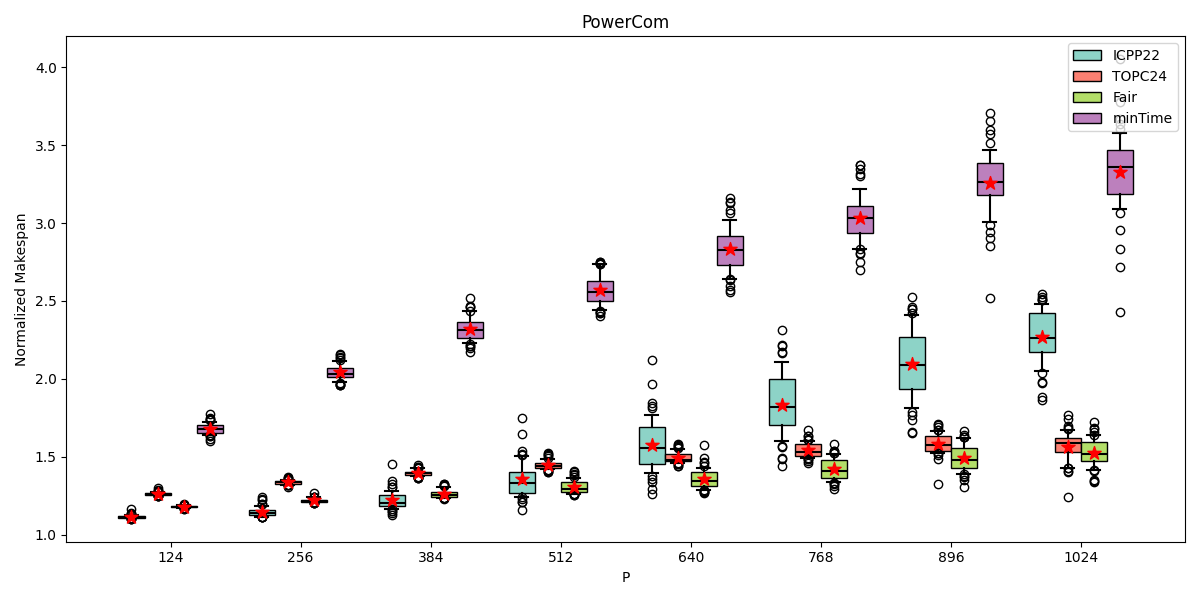 PowerCom
Normalized Makespan
4.0
3.5
3.0
2.5
2.0
1.5
1.0
ICPP22
TOPC24
Fair
minTime
124 256 384 512 640 768 896 1024
P